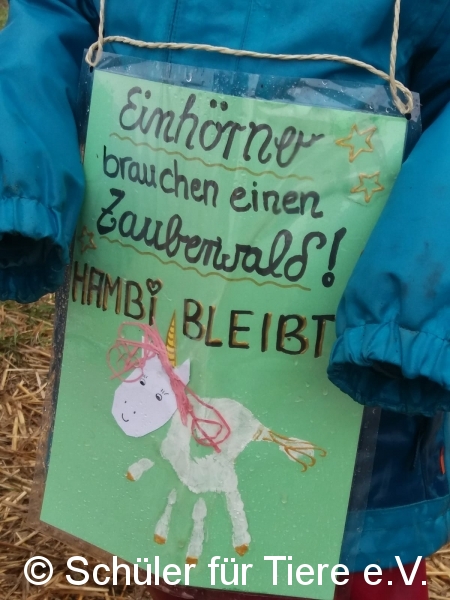 Einhörner
brauchen einen
Zauberwald!
HAMBI BLEIBT
© Schüler für Tiere e.V.